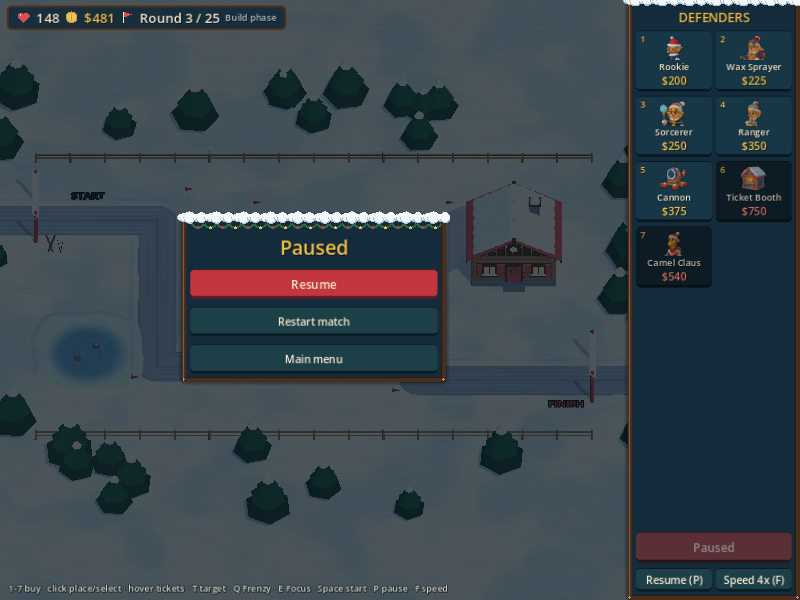 148 $481 Round 3 / 25 Build phase
DEFENDERS
1 2
Rookie Wax Sprayer
$200 $225
3 4
Sorcerer Ranger
$250 $350
5 6
Cannon Ticket Booth
$375 $750
7
Camel Claus
$540
START
Paused
Resume
Restart match
Main menu
FINISH
Paused
Resume (P) Speed 4x (F)
1-7 buy · click place/select · hover tickets · T target · Q Frenzy · E Focus · Space start · P pause · F speed